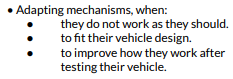 • Adapting mechanisms, when:
• they do not work as they should.
• to fit their vehicle design.
• to improve how they work after
testing their vehicle.